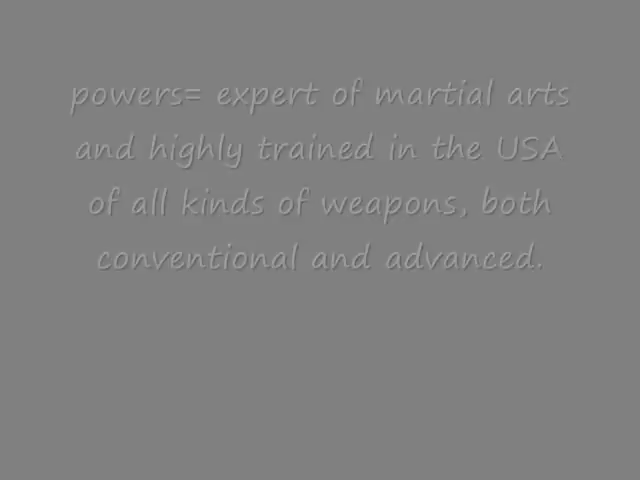 powers= expert of martial arts
and highly trained in the USA
of all kinds of weapons, both
conventional and advanced.